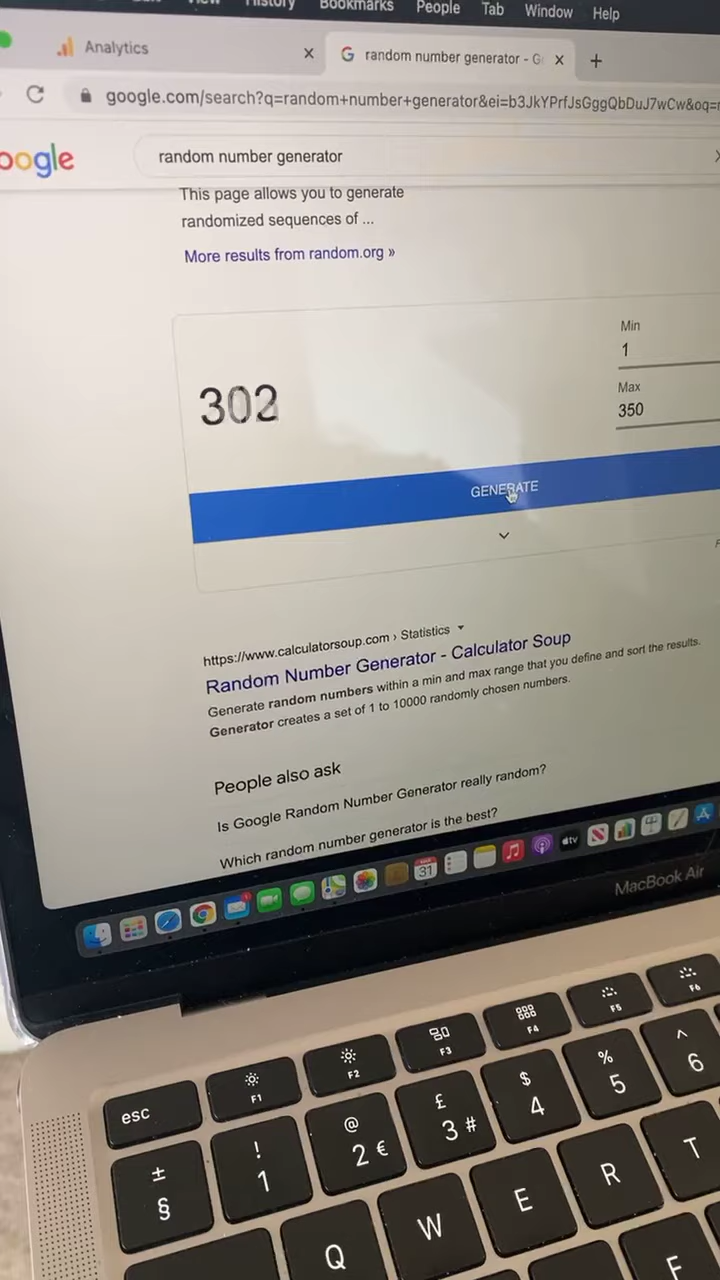 History Bookmarks People Tab Window Help
Analytics
random number generator - G
google.com/search?q=random+number+generator&ei=b3JkYPrfJsGggQbDuJ7wCw&oq=r
oogle
random number generator
This page allows you to generate
randomized sequences of ...
More results from random.org »
Min
1
302
Max
350
GENERATE
https://www.calculatorsoup.com › Statistics
Random Number Generator - Calculator Soup
Generate random numbers within a min and max range that you define and sort the results.
Generator creates a set of 1 to 10000 randomly chosen numbers.
People also ask
Is Google Random Number Generator really random?
Which random number generator is the best?
31
tv
MacBook Air
esc F1 F2 F3 F4 F5 F6
± § ! 1 @ 2 € £ 3 # $ 4 % 5 ^ 6
Q W E R T
F